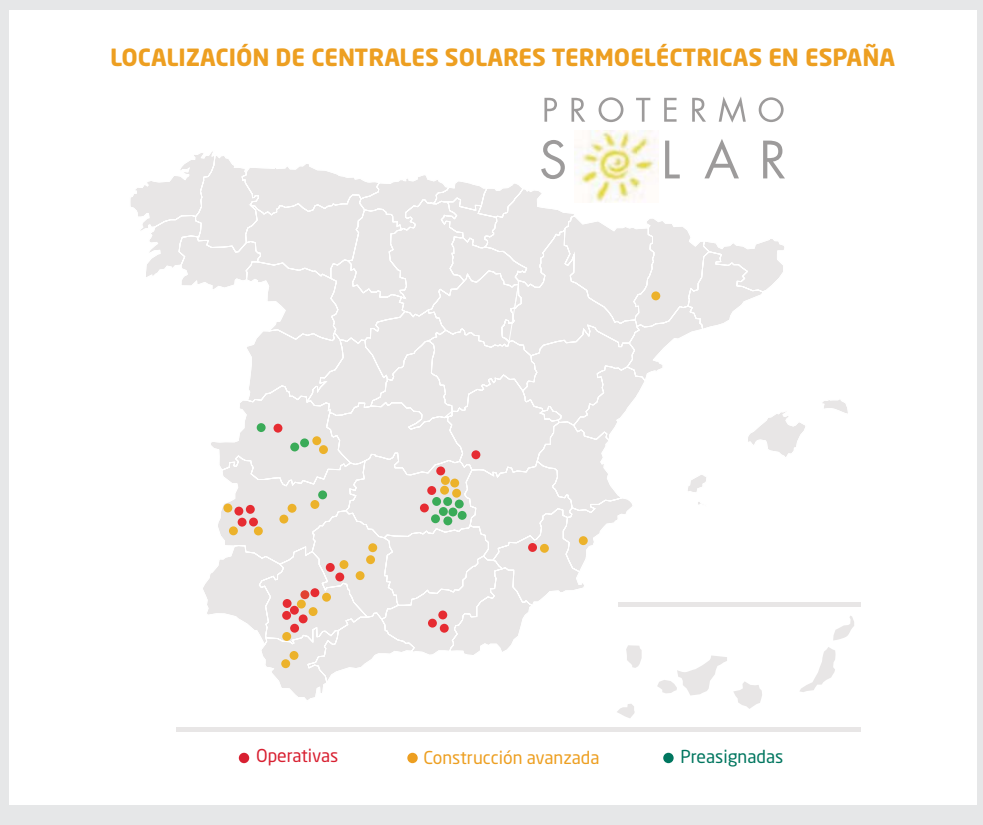 LOCALIZACIÓN DE CENTRALES SOLARES TERMOELÉCTRICAS EN ESPAÑA
PROTERMO
SOLAR
Operativas
Construcción avanzada
Preasignadas